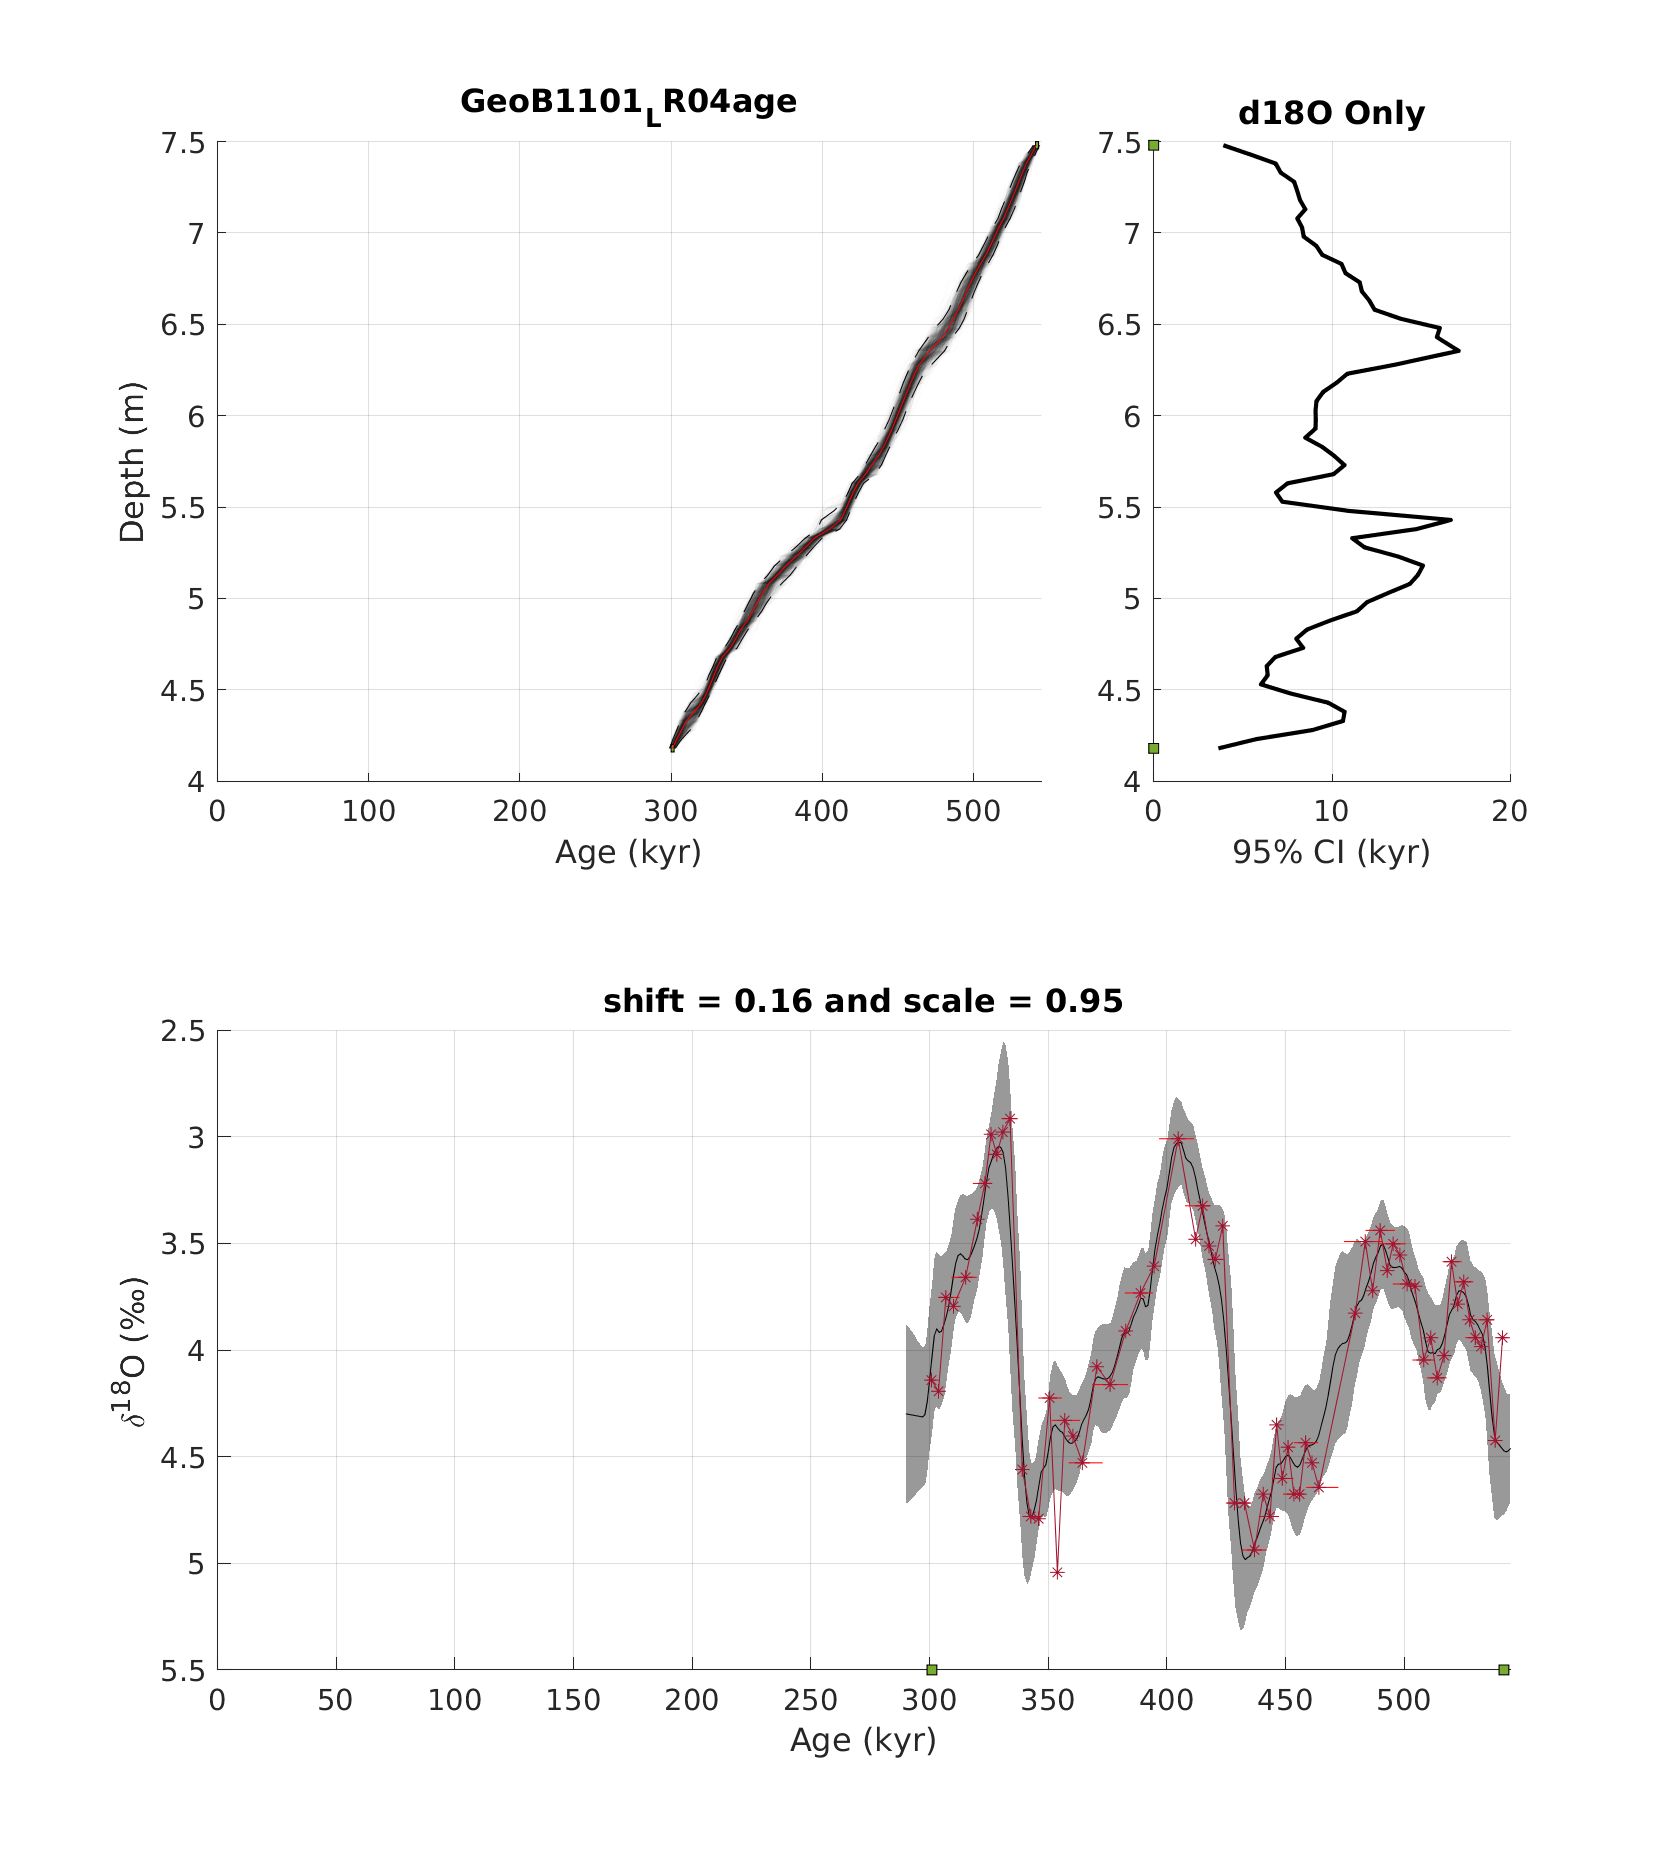 GeoB1101LR04age
d18O Only
7.5
7
6.5
6
5.5
5
4.5
4
Depth (m)
0 100 200 300 400 500
Age (kyr)
7.5
7
6.5
6
5.5
5
4.5
4
0 10 20
95% CI (kyr)
shift = 0.16 and scale = 0.95
2.5
3
3.5
4
4.5
5
5.5
δ18O (‰)
0 50 100 150 200 250 300 350 400 450 500
Age (kyr)